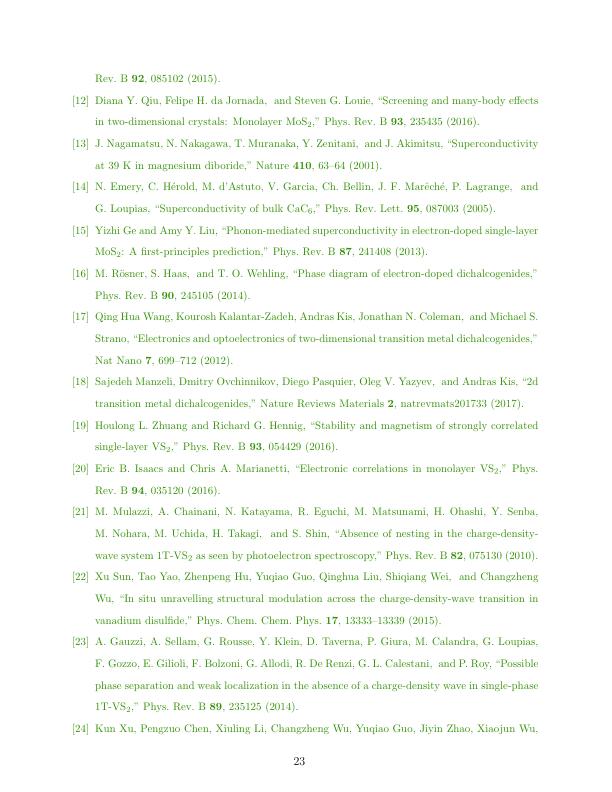 Rev. B 92, 085102 (2015).
[12] Diana Y. Qiu, Felipe H. da Jornada, and Steven G. Louie, “Screening and many-body effects
in two-dimensional crystals: Monolayer MoS2,” Phys. Rev. B 93, 235435 (2016).
[13] J. Nagamatsu, N. Nakagawa, T. Muranaka, Y. Zenitani, and J. Akimitsu, “Superconductivity
at 39 K in magnesium diboride,” Nature 410, 63–64 (2001).
[14] N. Emery, C. Hérold, M. d'Astuto, V. Garcia, Ch. Bellin, J. F. Marêché, P. Lagrange, and
G. Loupias, “Superconductivity of bulk CaC6,” Phys. Rev. Lett. 95, 087003 (2005).
[15] Yizhi Ge and Amy Y. Liu, “Phonon-mediated superconductivity in electron-doped single-layer
MoS2: A first-principles prediction,” Phys. Rev. B 87, 241408 (2013).
[16] M. Rösner, S. Haas, and T. O. Wehling, “Phase diagram of electron-doped dichalcogenides,”
Phys. Rev. B 90, 245105 (2014).
[17] Qing Hua Wang, Kourosh Kalantar-Zadeh, Andras Kis, Jonathan N. Coleman, and Michael S.
Strano, “Electronics and optoelectronics of two-dimensional transition metal dichalcogenides,”
Nat Nano 7, 699–712 (2012).
[18] Sajedeh Manzeli, Dmitry Ovchinnikov, Diego Pasquier, Oleg V. Yazyev, and Andras Kis, “2d
transition metal dichalcogenides,” Nature Reviews Materials 2, natrevmats201733 (2017).
[19] Houlong L. Zhuang and Richard G. Hennig, “Stability and magnetism of strongly correlated
single-layer VS2,” Phys. Rev. B 93, 054429 (2016).
[20] Eric B. Isaacs and Chris A. Marianetti, “Electronic correlations in monolayer VS2,” Phys.
Rev. B 94, 035120 (2016).
[21] M. Mulazzi, A. Chainani, N. Katayama, R. Eguchi, M. Matsunami, H. Ohashi, Y. Senba,
M. Nohara, M. Uchida, H. Takagi, and S. Shin, “Absence of nesting in the charge-density-
wave system 1T-VS2 as seen by photoelectron spectroscopy,” Phys. Rev. B 82, 075130 (2010).
[22] Xu Sun, Tao Yao, Zhenpeng Hu, Yuqiao Guo, Qinghua Liu, Shiqiang Wei, and Changzheng
Wu, “In situ unravelling structural modulation across the charge-density-wave transition in
vanadium disulfide,” Phys. Chem. Chem. Phys. 17, 13333–13339 (2015).
[23] A. Gauzzi, A. Sellam, G. Rousse, Y. Klein, D. Taverna, P. Giura, M. Calandra, G. Loupias,
F. Gozzo, E. Gilioli, F. Bolzoni, G. Allodi, R. De Renzi, G. L. Calestani, and P. Roy, “Possible
phase separation and weak localization in the absence of a charge-density wave in single-phase
1T-VS2,” Phys. Rev. B 89, 235125 (2014).
[24] Kun Xu, Pengzuo Chen, Xiuling Li, Changzheng Wu, Yuqiao Guo, Jiyin Zhao, Xiaojun Wu,
23